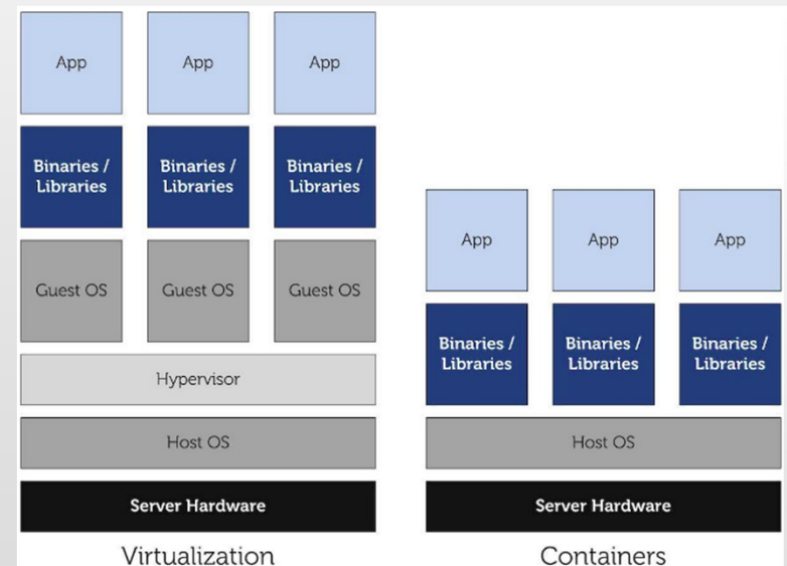 App
App
App
Binaries /
Libraries
Binaries /
Libraries
Binaries /
Libraries
Guest OS
Guest OS
Guest OS
Hypervisor
Host OS
Server Hardware
Virtualization
App
App
App
Binaries /
Libraries
Binaries /
Libraries
Binaries /
Libraries
Host OS
Server Hardware
Containers